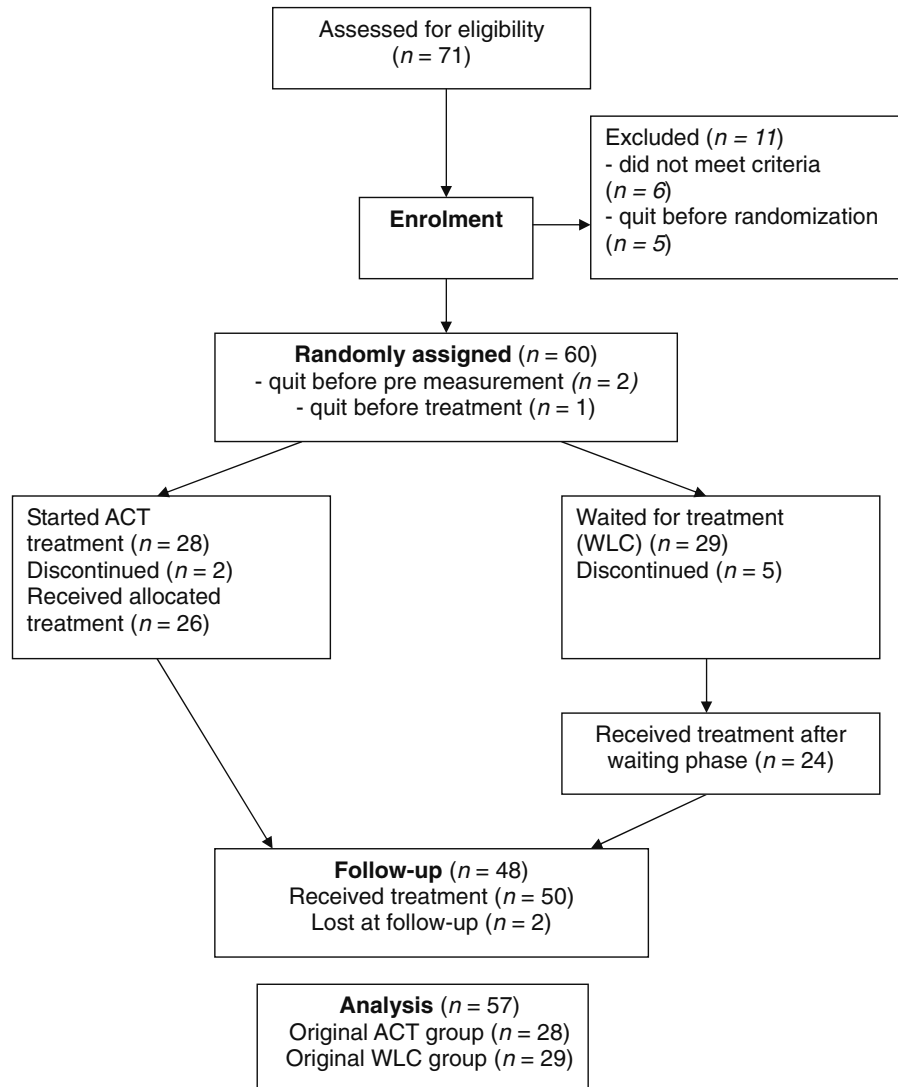 Assessed for eligibility
(n = 71)
Excluded (n = 11)
- did not meet criteria
(n = 6)
- quit before randomization
(n = 5)
Enrolment
Randomly assigned (n = 60)
- quit before pre measurement (n = 2)
- quit before treatment (n = 1)
Started ACT
treatment (n = 28)
Discontinued (n = 2)
Received allocated
treatment (n = 26)
Waited for treatment
(WLC) (n = 29)
Discontinued (n = 5)
Received treatment after
waiting phase (n = 24)
Follow-up (n = 48)
Received treatment (n = 50)
Lost at follow-up (n = 2)
Analysis (n = 57)
Original ACT group (n = 28)
Original WLC group (n = 29)